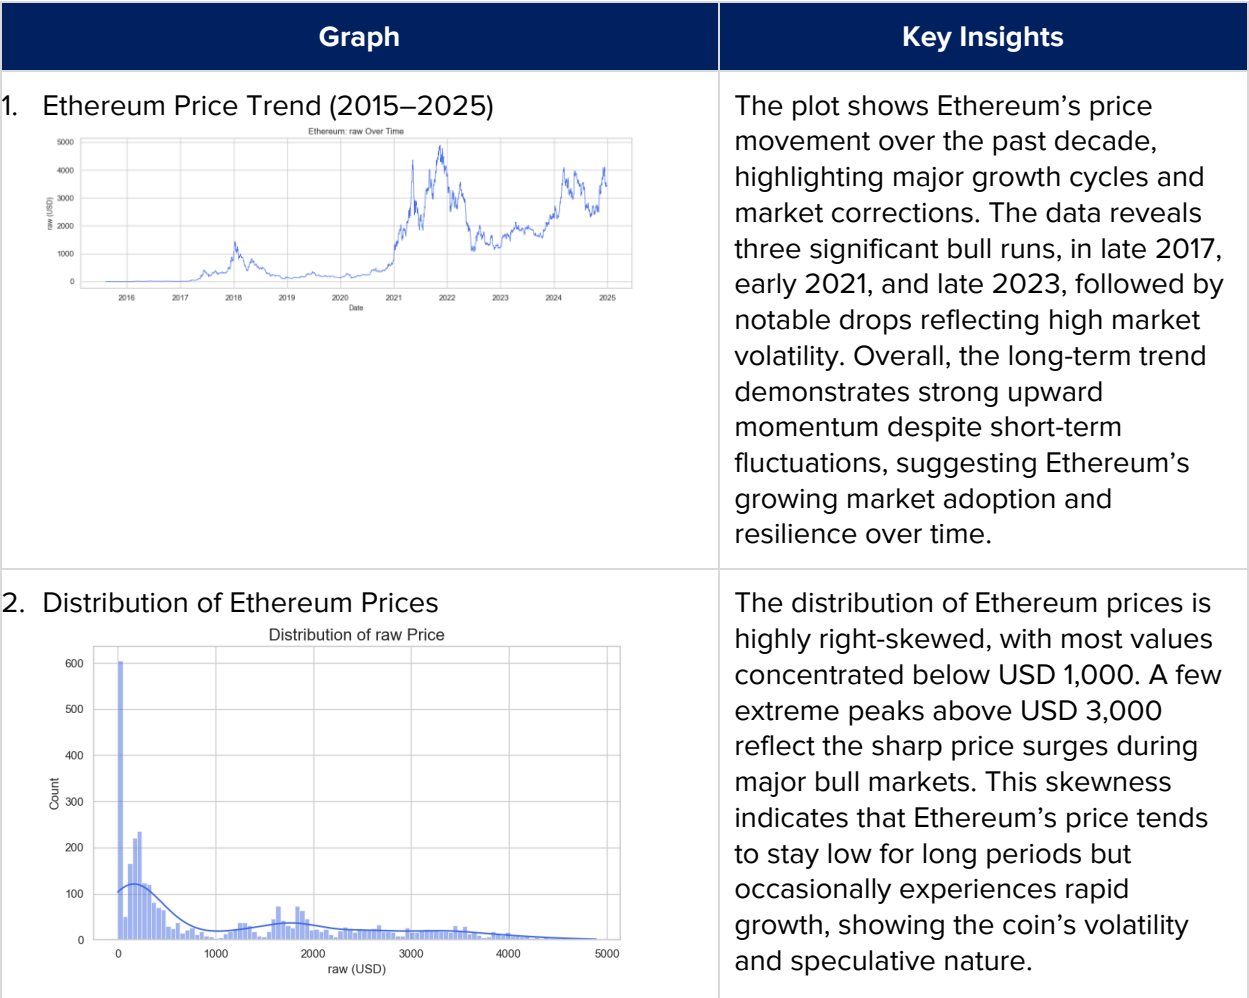 Graph
Key Insights
1. Ethereum Price Trend (2015–2025)
Ethereum: raw Over Time
5000
4000
3000
2000
1000
0
raw (USD)
2016 2017 2018 2019 2020 2021 2022 2023 2024 2025
Date
The plot shows Ethereum’s price
movement over the past decade,
highlighting major growth cycles and
market corrections. The data reveals
three significant bull runs, in late 2017,
early 2021, and late 2023, followed by
notable drops reflecting high market
volatility. Overall, the long-term trend
demonstrates strong upward
momentum despite short-term
fluctuations, suggesting Ethereum’s
growing market adoption and
resilience over time.
2. Distribution of Ethereum Prices
Distribution of raw Price
600
500
400
300
200
100
0
Count
0 1000 2000 3000 4000 5000
raw (USD)
The distribution of Ethereum prices is
highly right-skewed, with most values
concentrated below USD 1,000. A few
extreme peaks above USD 3,000
reflect the sharp price surges during
major bull markets. This skewness
indicates that Ethereum’s price tends
to stay low for long periods but
occasionally experiences rapid
growth, showing the coin’s volatility
and speculative nature.